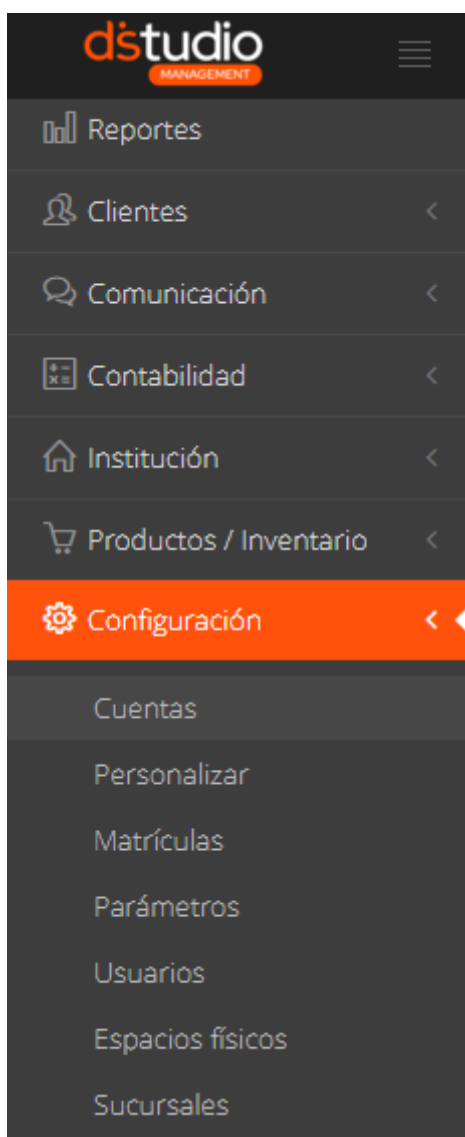 dstudio
MANAGEMENT
Reportes
Clientes
Comunicación
Contabilidad
Institución
Productos / Inventario
Configuración
Cuentas
Personalizar
Matrículas
Parámetros
Usuarios
Espacios físicos
Sucursales